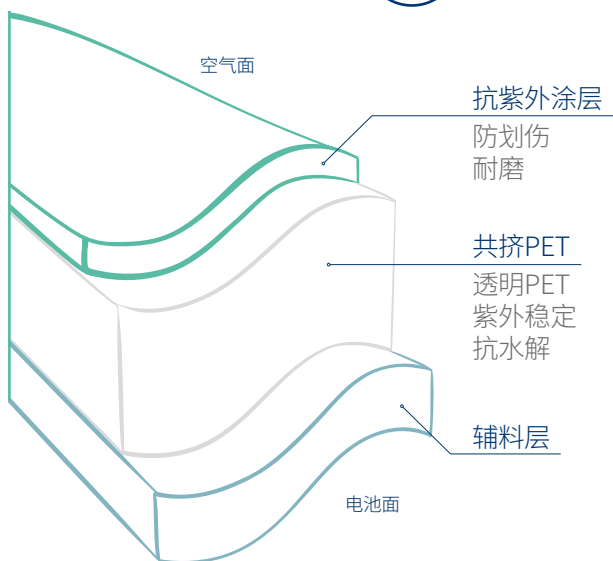 空气面
抗紫外涂层
防划伤
耐磨
共挤PET
透明PET
紫外稳定
抗水解
辅料层
电池面